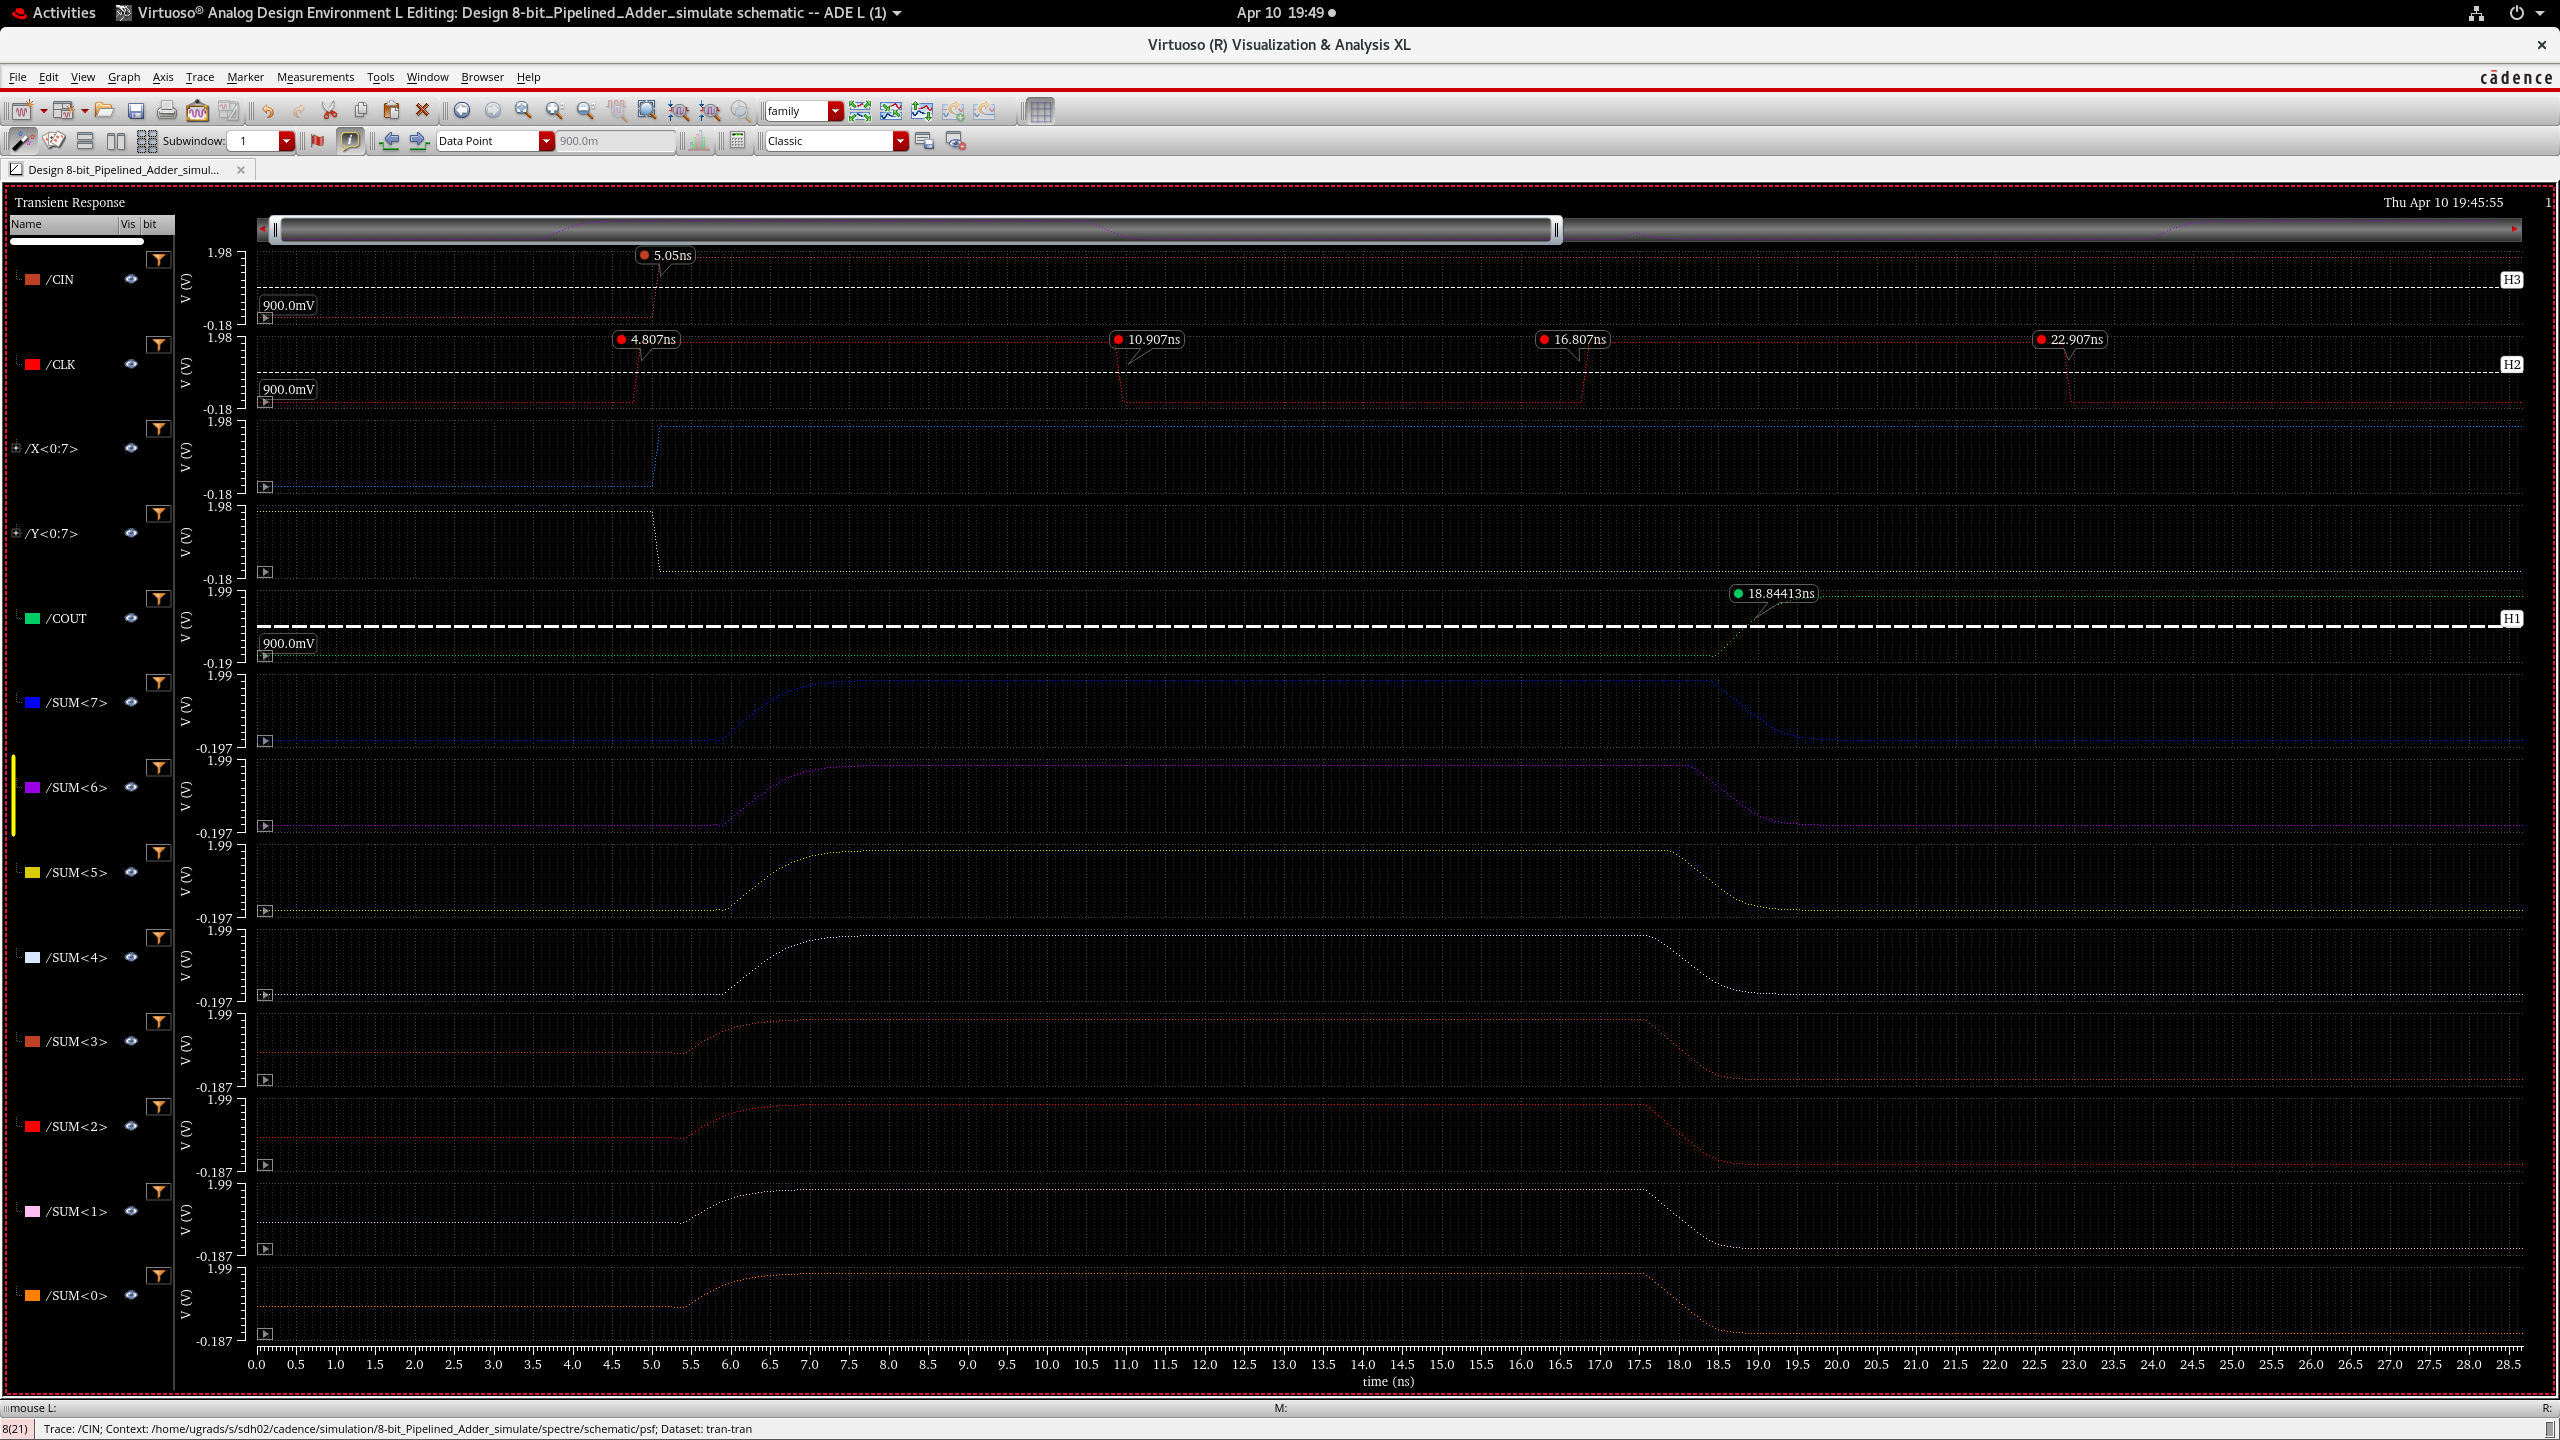 Activities Virtuoso® Analog Design Environment L Editing: Design 8-bit_Pipelined_Adder_simulate schematic -- ADE L (1) Apr 10 19:49
Virtuoso (R) Visualization & Analysis XL
File Edit View Graph Axis Trace Marker Measurements Tools Window Browser Help cādence
family
Subwindow: 1 Data Point 900.0m Classic
Design 8-bit_Pipelined_Adder_simul...
Transient Response Thu Apr 10 19:45:55 1
Name Vis bit
1.98 5.05ns
/CIN V (V) H3
900.0mV
-0.18
1.98 4.807ns 10.907ns 16.807ns 22.907ns
/CLK V (V) H2
900.0mV
-0.18
1.98
/X<0:7> V (V)
-0.18
1.98
/Y<0:7> V (V)
-0.18
1.99 18.84413ns
/COUT V (V) H1
900.0mV
-0.19
1.99
/SUM<7> V (V)
-0.197
1.99
/SUM<6> V (V)
-0.197
1.99
/SUM<5> V (V)
-0.197
1.99
/SUM<4> V (V)
-0.197
1.99
/SUM<3> V (V)
-0.187
1.99
/SUM<2> V (V)
-0.187
1.99
/SUM<1> V (V)
-0.187
1.99
/SUM<0> V (V)
-0.187
0.0 0.5 1.0 1.5 2.0 2.5 3.0 3.5 4.0 4.5 5.0 5.5 6.0 6.5 7.0 7.5 8.0 8.5 9.0 9.5 10.0 10.5 11.0 11.5 12.0 12.5 13.0 13.5 14.0 14.5 15.0 15.5 16.0 16.5 17.0 17.5 18.0 18.5 19.0 19.5 20.0 20.5 21.0 21.5 22.0 22.5 23.0 23.5 24.0 24.5 25.0 25.5 26.0 26.5 27.0 27.5 28.0 28.5
time (ns)
mouse L: M: R:
8(21) Trace: /CIN; Context: /home/ugrads/s/sdh02/cadence/simulation/8-bit_Pipelined_Adder_simulate/spectre/schematic/psf; Dataset: tran-tran